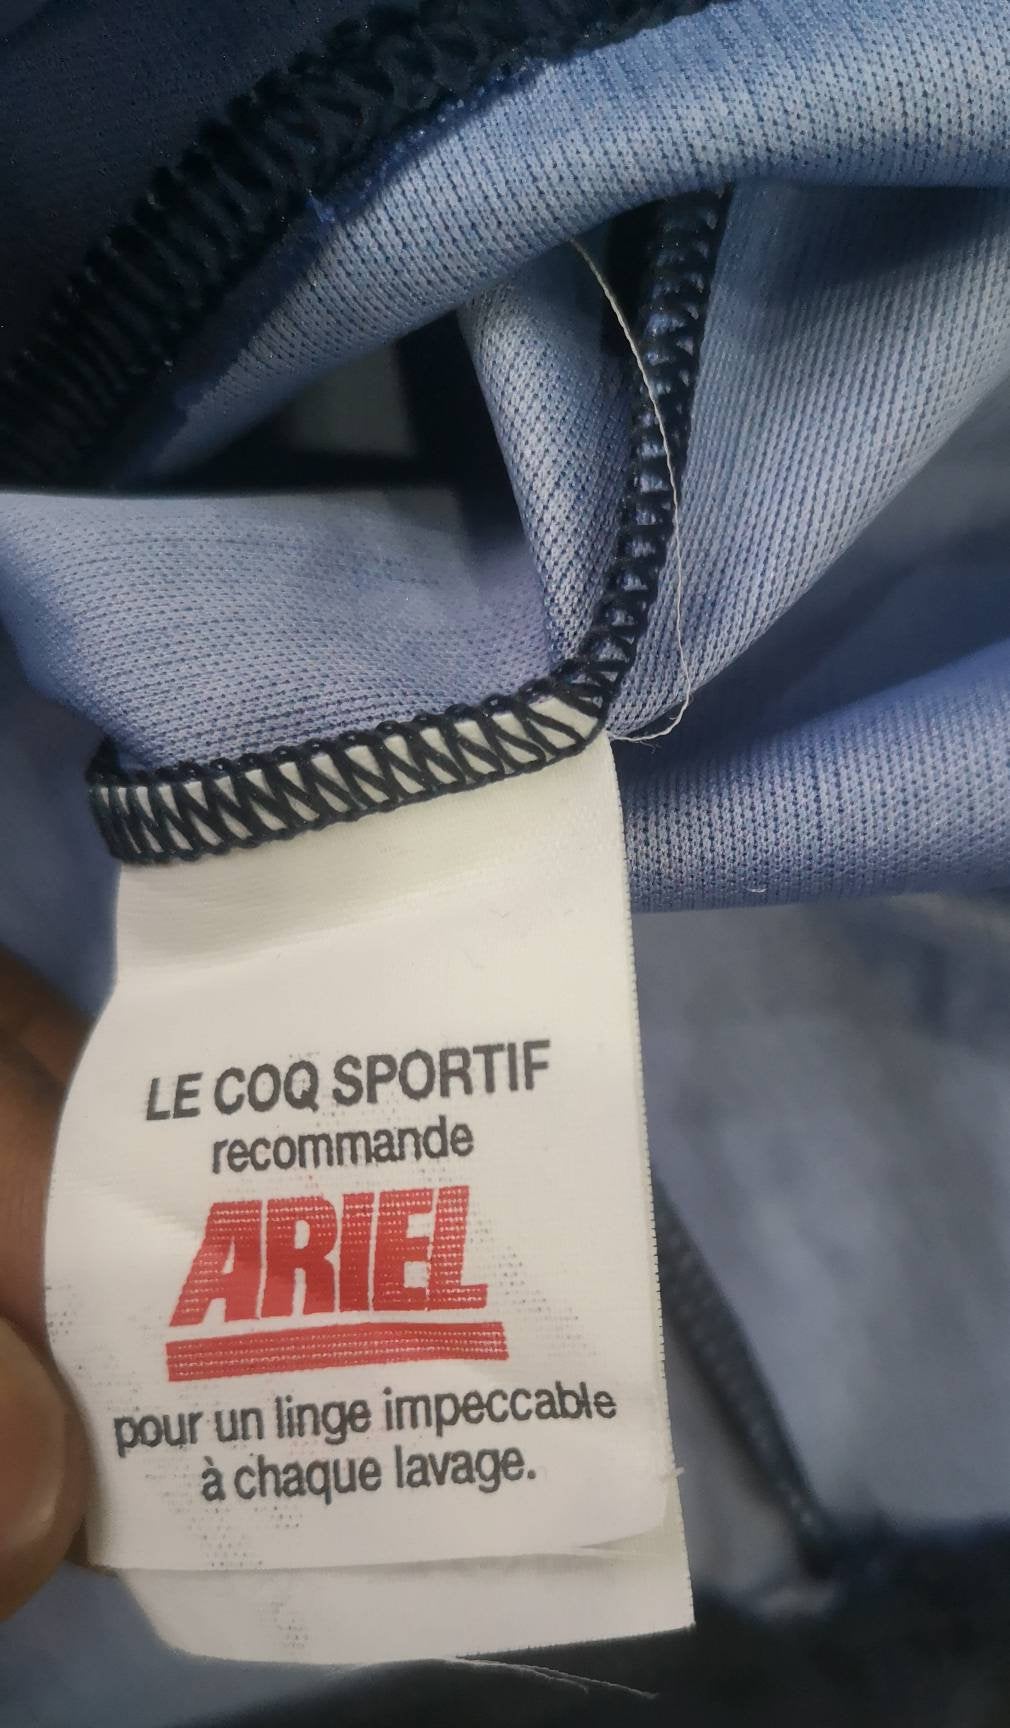 LE COQ SPORTIF
recommande
ARIEL
pour un linge impeccable
à chaque lavage.